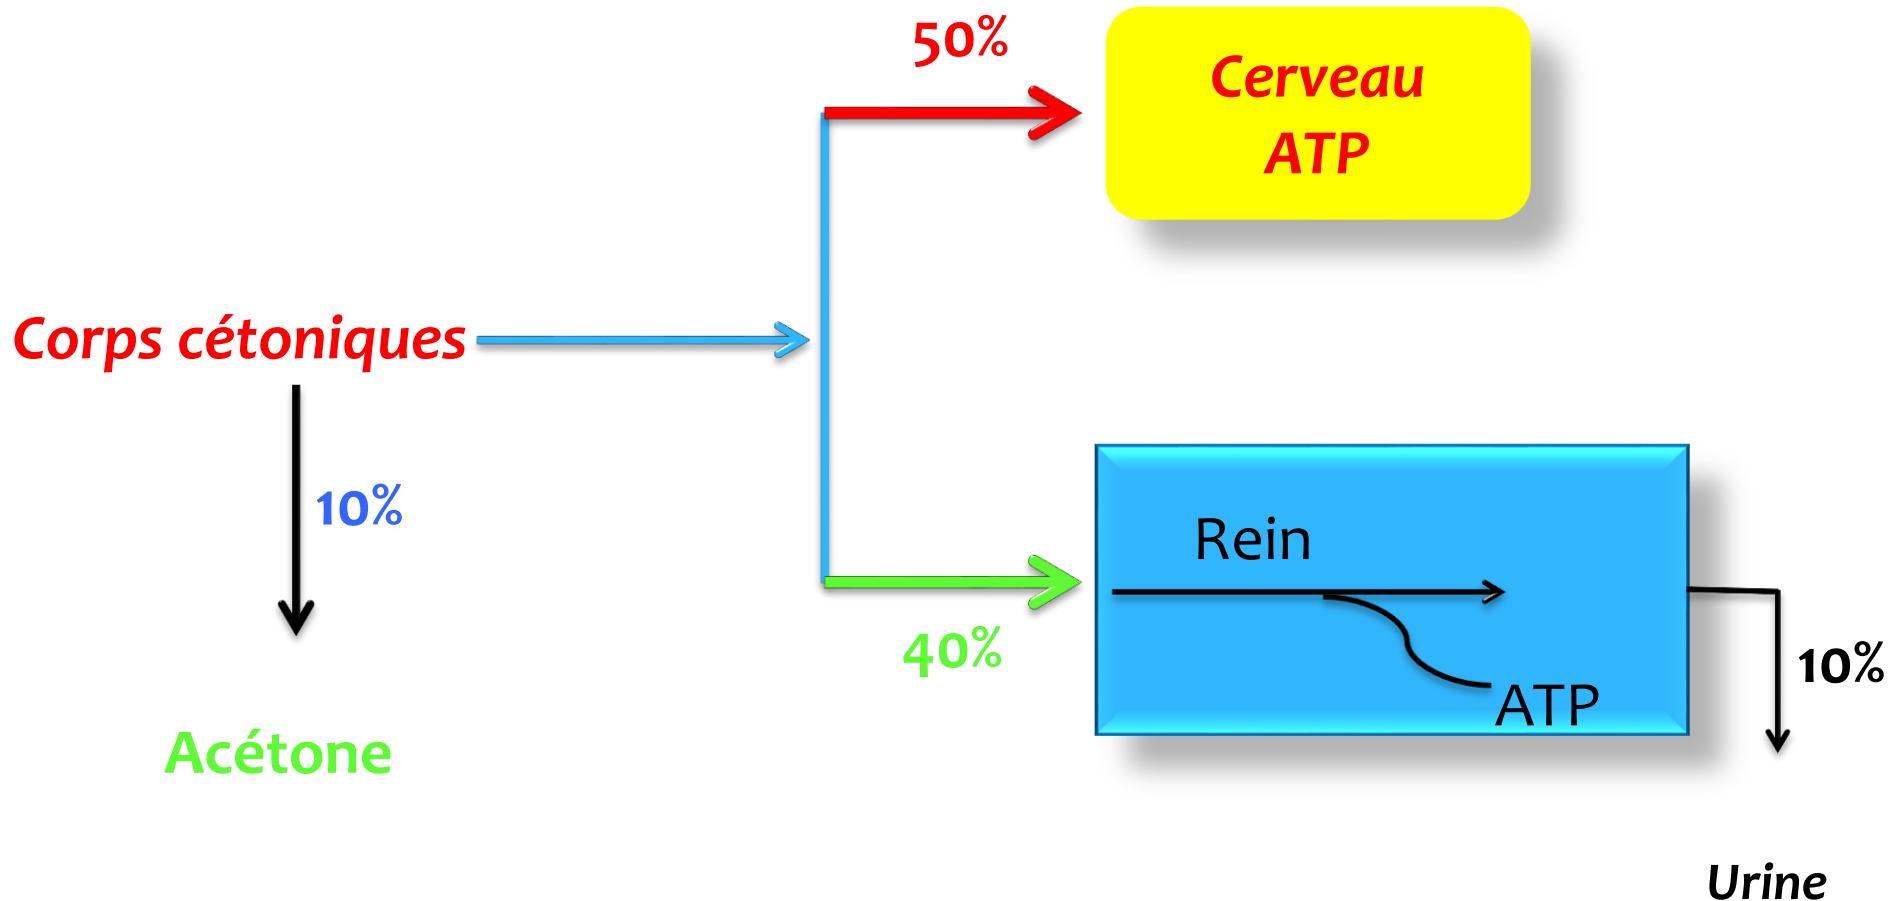 50%
Cerveau
ATP
Corps cétoniques
10%
Rein
40%
10%
ATP
Acétone
Urine